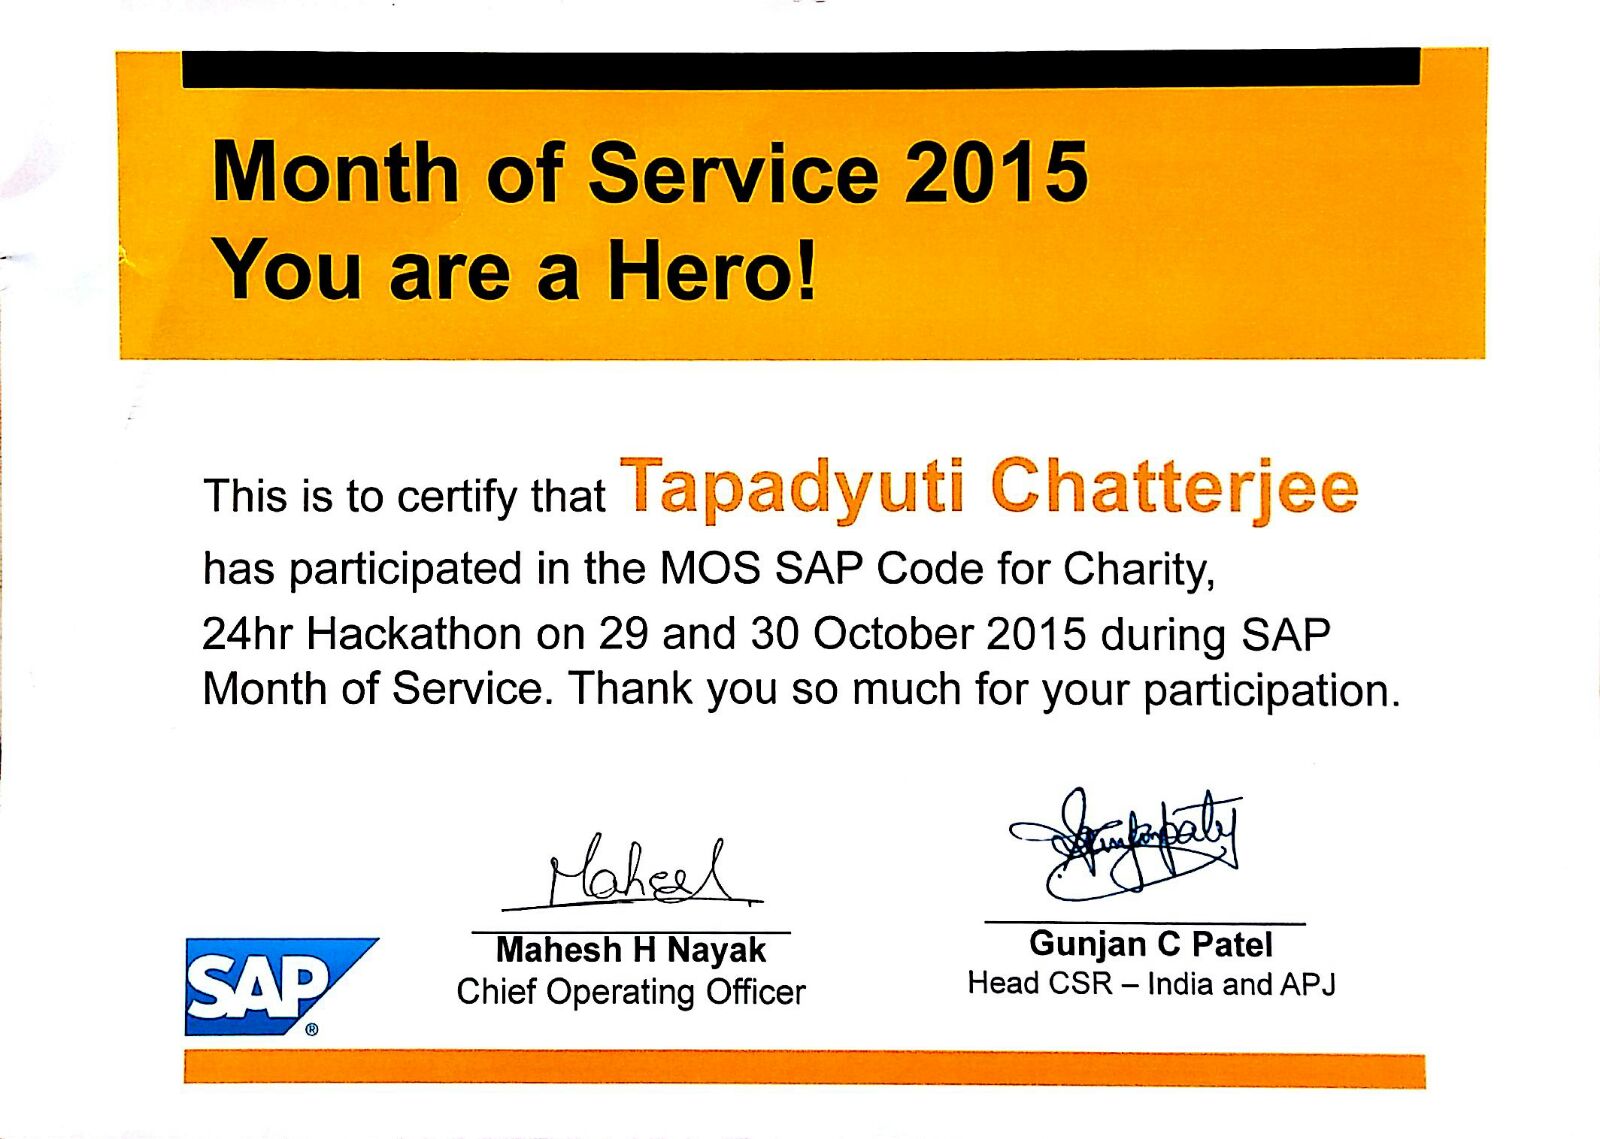 Month of Service 2015
You are a Hero!
This is to certify that Tapadyuti Chatterjee
has participated in the MOS SAP Code for Charity,
24hr Hackathon on 29 and 30 October 2015 during SAP
Month of Service. Thank you so much for your participation.
Mahesh
Mahesh H Nayak
Chief Operating Officer
Gunjan C Patel
Head CSR – India and APJ
SAP®